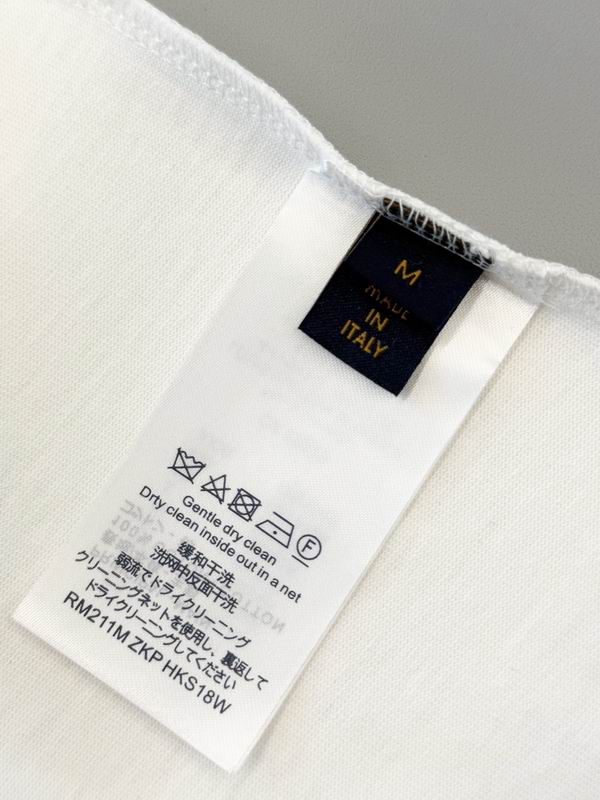 M
MADE
IN
ITALY
Gentle dry clean
Drty clean inside out in a net
缓和干洗
洗网中反面干洗
弱流でドライクリーニング
クリーニングネットを使用し、裏返して
ドライクリーニングしてください
RM211M ZKP HKS18W